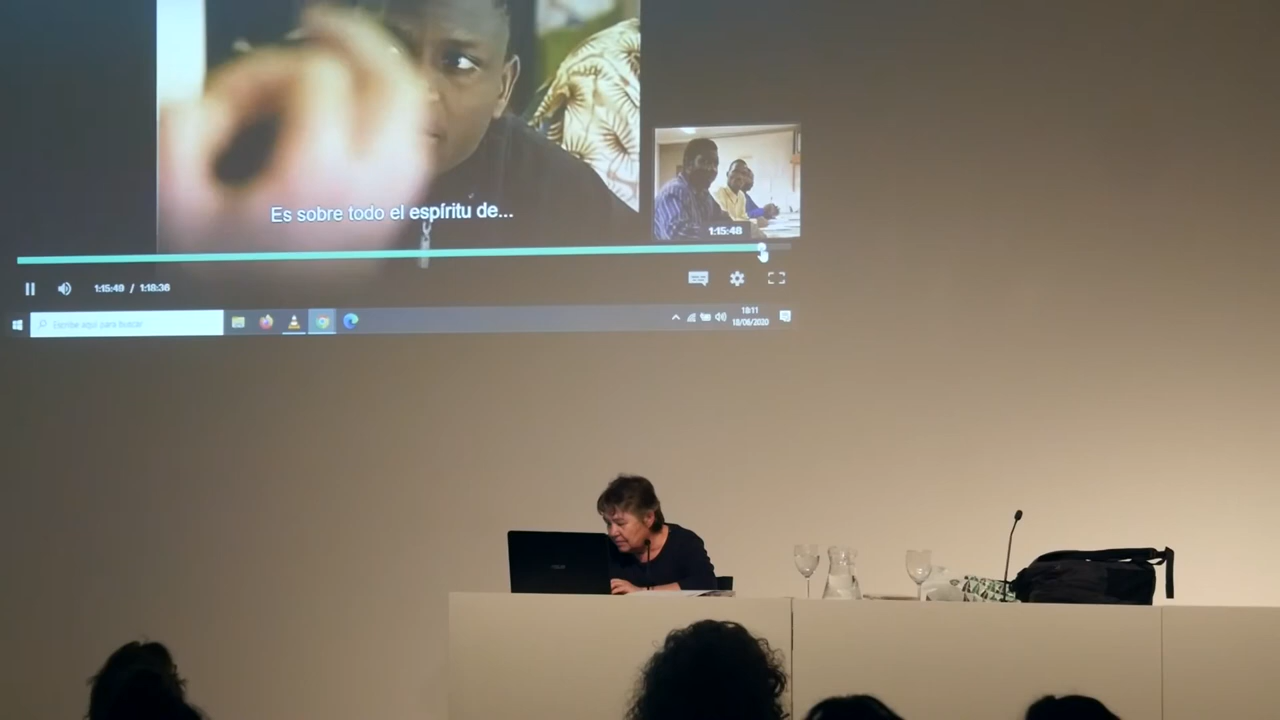 Es sobre todo el espíritu de...
1:15:48
1:15:49 / 1:18:36
Escribe aquí para buscar
18:11
18/06/2020